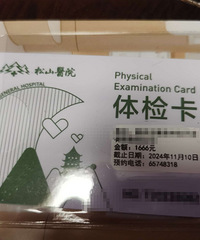 松山醫院
GENERAL HOSPITAL
Physical
Examination Card
体检卡
金额：1666元
截止日期：2024年11月10日
预约电话：65748318